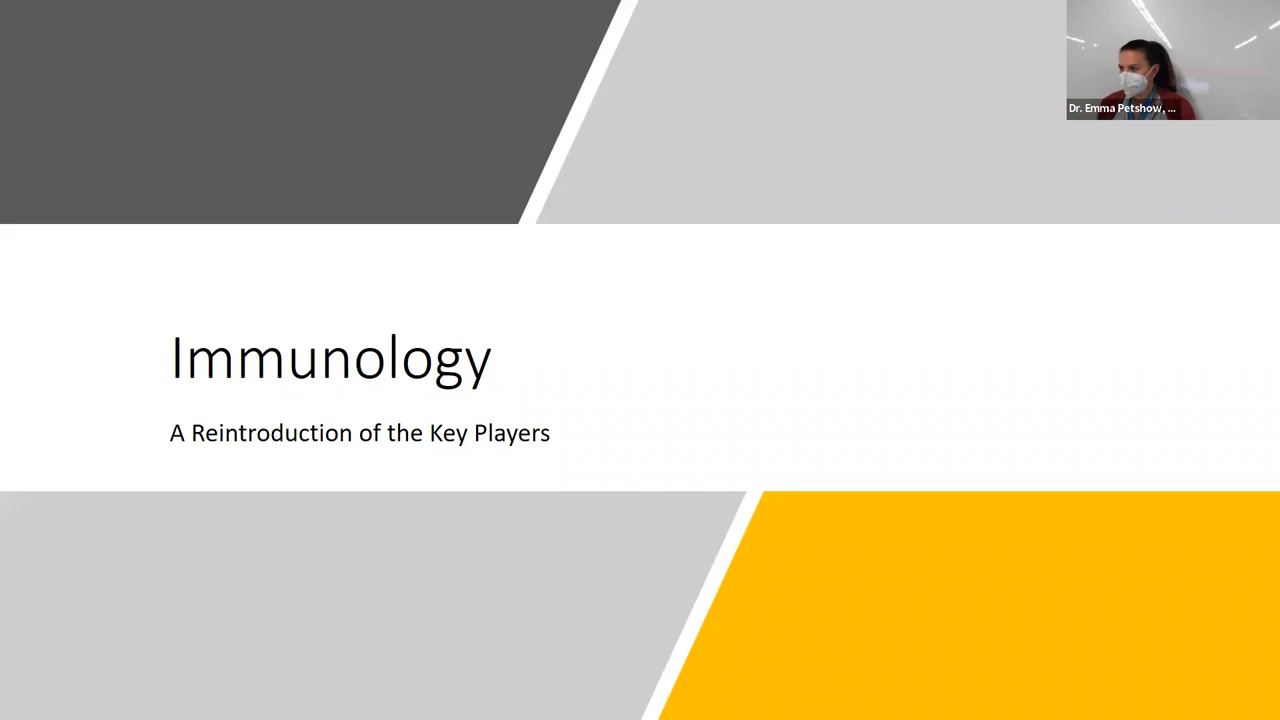 Dr. Emma Petshow, ...
Immunology
A Reintroduction of the Key Players